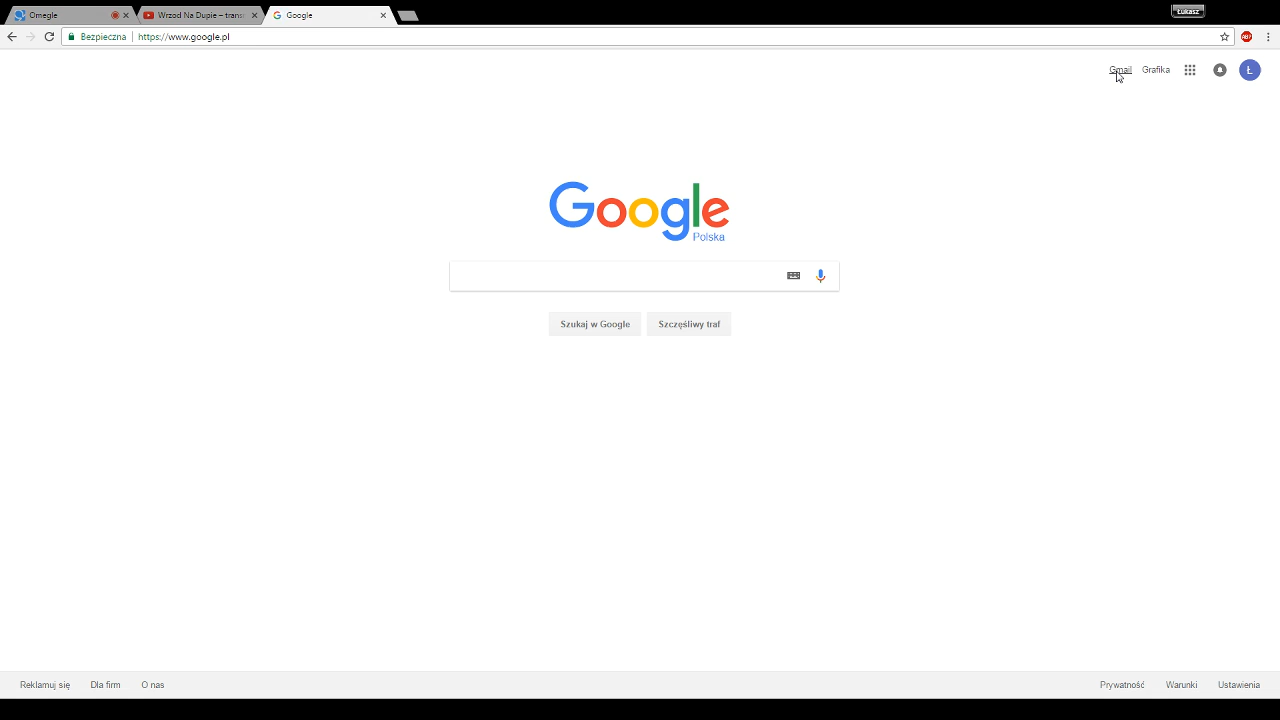 Omegle
Wrzod Na Dupie – trans
Google
Łukasz
Bezpieczna
https://www.google.pl
ABP
Gmail
Grafika
Ł
Google
Polska
Szukaj w Google
Szczęśliwy traf
Reklamuj się
Dla firm
O nas
Prywatność
Warunki
Ustawienia